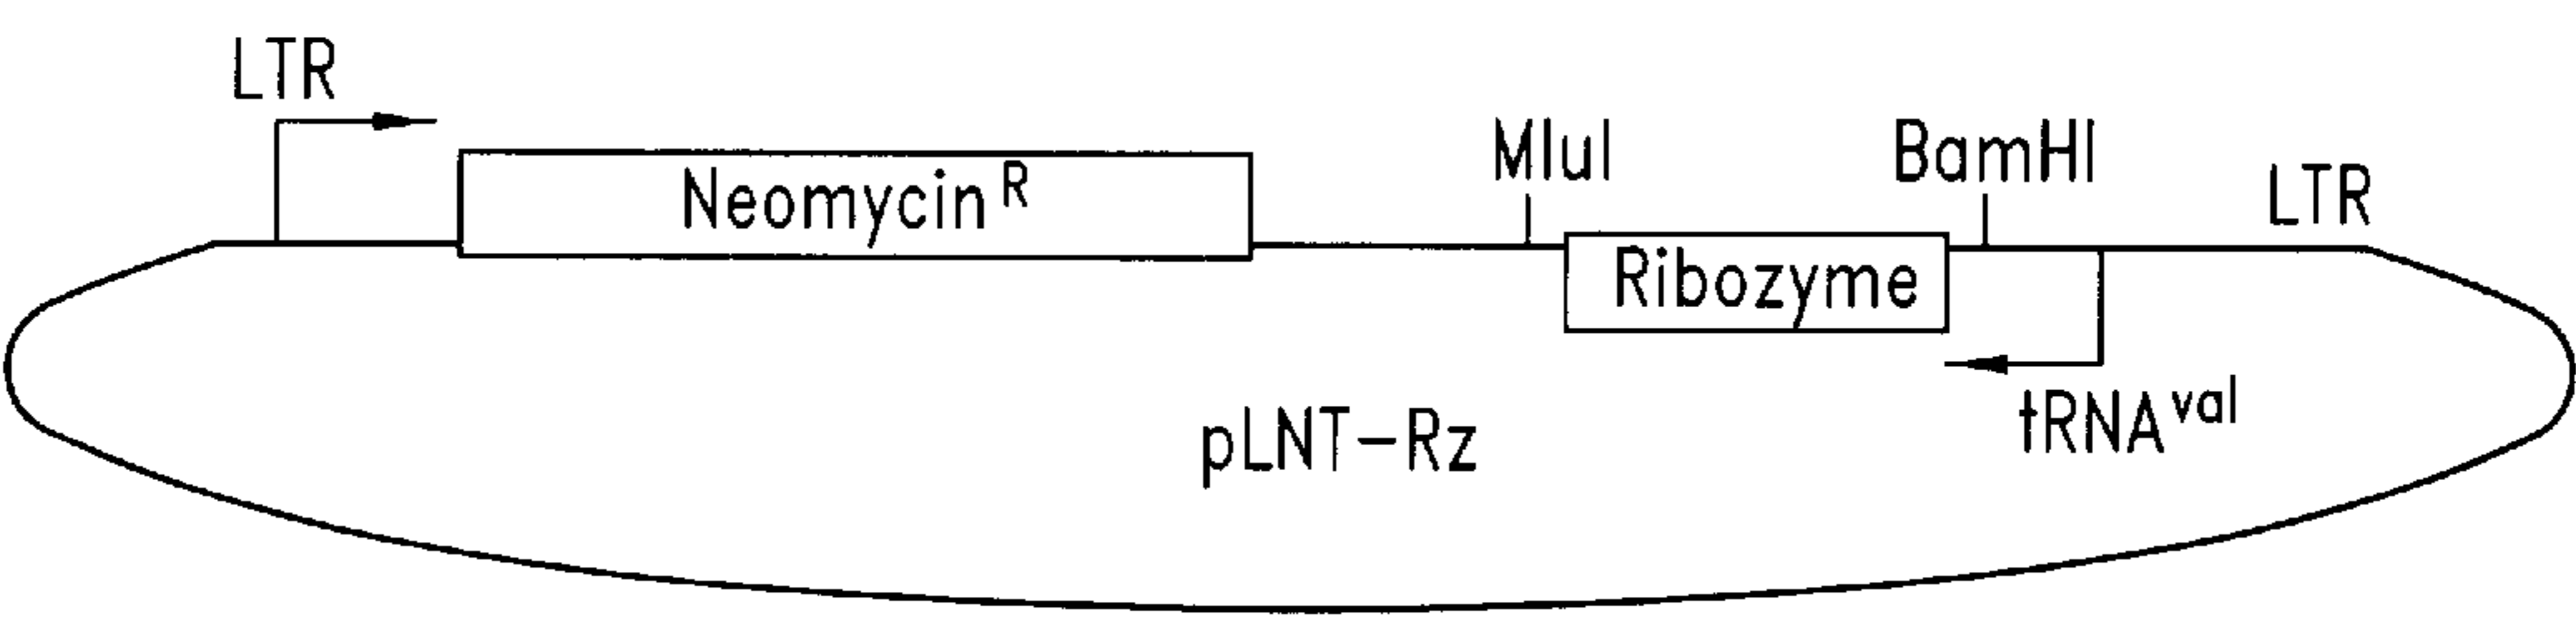 LTR
MluI
BamHI
LTR
Neomycin R
Ribozyme
tRNA val
pLNT-Rz